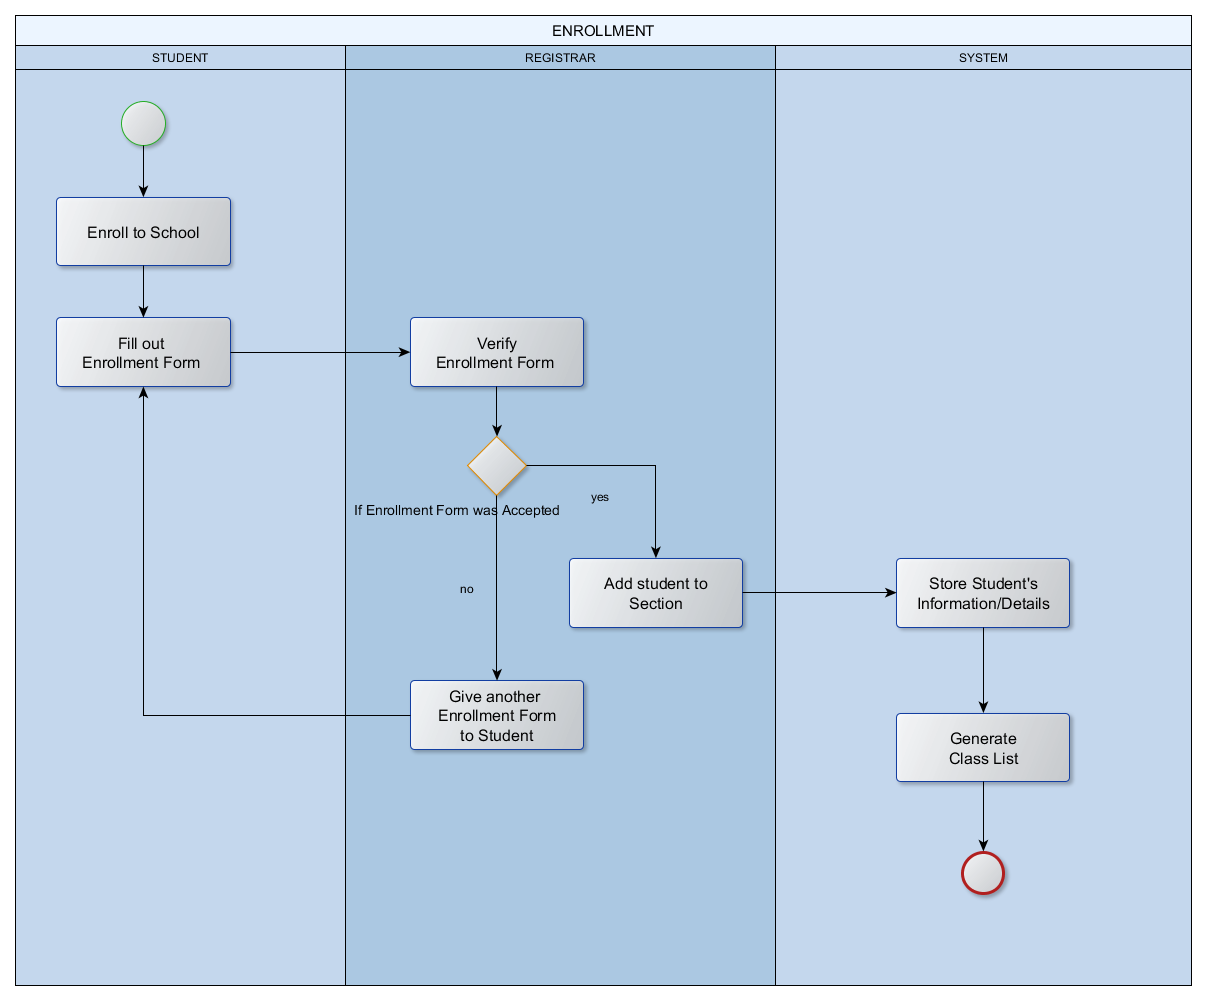 ENROLLMENT
STUDENT
REGISTRAR
SYSTEM
Enroll to School
Fill out
Enrollment Form
Verify
Enrollment Form
If Enrollment Form was Accepted
yes
no
Add student to
Section
Store Student's
Information/Details
Give another
Enrollment Form
to Student
Generate
Class List